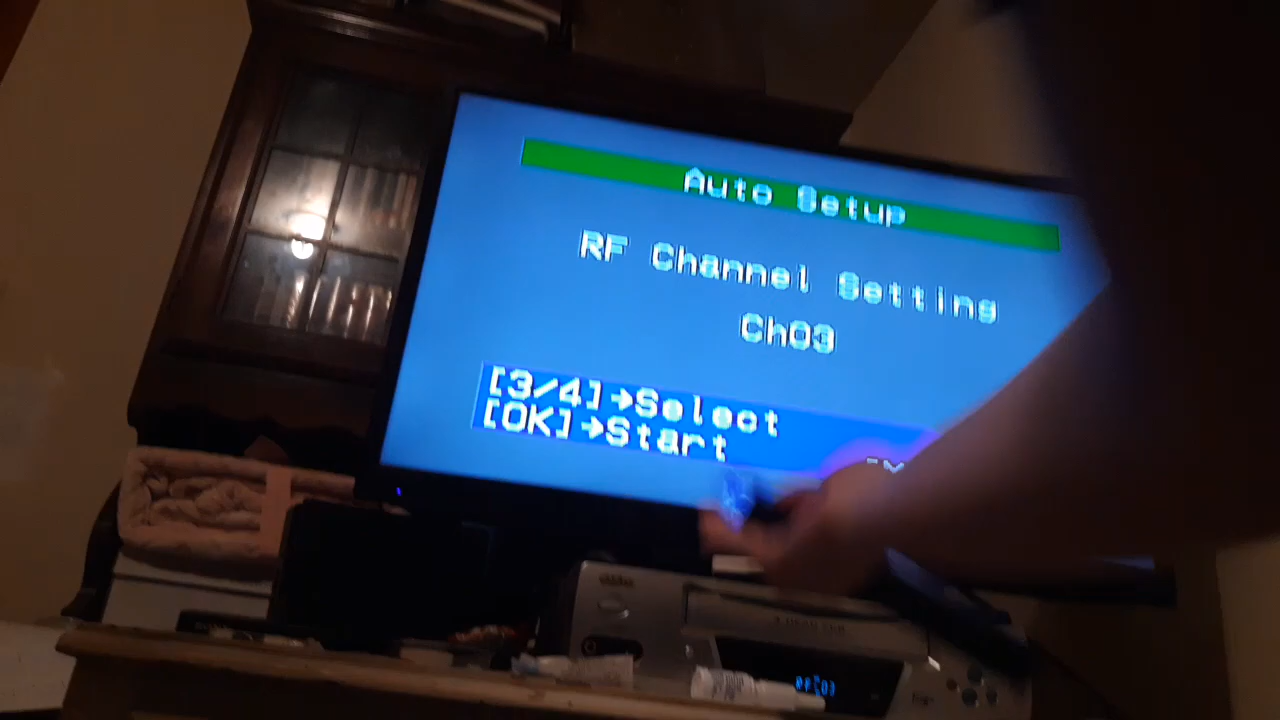 Auto Setup
RF Channel Setting
Ch03
[3/4]→Select
[OK]→Start